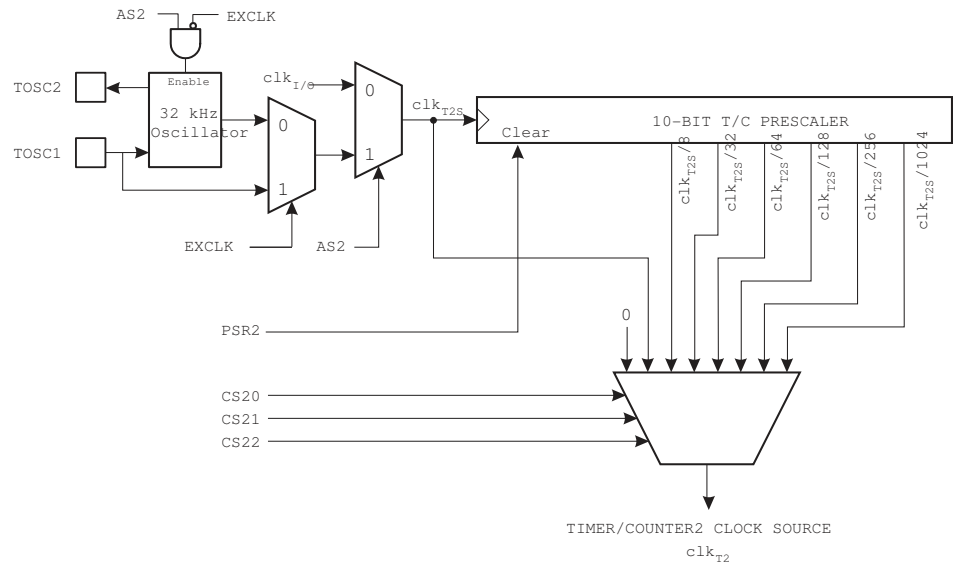 AS2
EXCLK
TOSC2
Enable
32 kHz
Oscillator
TOSC1
0
1
EXCLK
clkI/O
0
1
AS2
clkT2S
10-BIT T/C PRESCALER
Clear
clkT2S/8
clkT2S/32
clkT2S/64
clkT2S/128
clkT2S/256
clkT2S/1024
PSR2
0
CS20
CS21
CS22
TIMER/COUNTER2 CLOCK SOURCE
clkT2